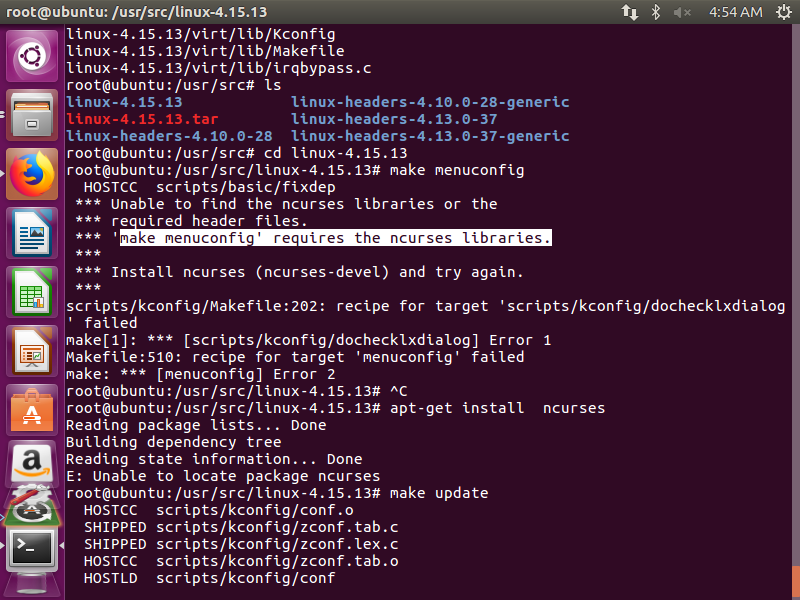 root@ubuntu: /usr/src/linux-4.15.13
4:54 AM
linux-4.15.13/virt/lib/Kconfig
linux-4.15.13/virt/lib/Makefile
linux-4.15.13/virt/lib/irqbypass.c
root@ubuntu:/usr/src# ls
linux-4.15.13 linux-headers-4.10.0-28-generic
linux-4.15.13.tar linux-headers-4.13.0-37
linux-headers-4.10.0-28 linux-headers-4.13.0-37-generic
root@ubuntu:/usr/src# cd linux-4.15.13
root@ubuntu:/usr/src/linux-4.15.13# make menuconfig
HOSTCC scripts/basic/fixdep
*** Unable to find the ncurses libraries or the
*** required header files.
*** 'make menuconfig' requires the ncurses libraries.
***
*** Install ncurses (ncurses-devel) and try again.
***
scripts/kconfig/Makefile:202: recipe for target 'scripts/kconfig/dochecklxdialog
' failed
make[1]: *** [scripts/kconfig/dochecklxdialog] Error 1
Makefile:510: recipe for target 'menuconfig' failed
make: *** [menuconfig] Error 2
root@ubuntu:/usr/src/linux-4.15.13# ^C
root@ubuntu:/usr/src/linux-4.15.13# apt-get install  ncurses
Reading package lists... Done
Building dependency tree
Reading state information... Done
E: Unable to locate package ncurses
root@ubuntu:/usr/src/linux-4.15.13# make update
HOSTCC scripts/kconfig/conf.o
SHIPPED scripts/kconfig/zconf.tab.c
SHIPPED scripts/kconfig/zconf.lex.c
HOSTCC scripts/kconfig/zconf.tab.o
HOSTLD scripts/kconfig/conf